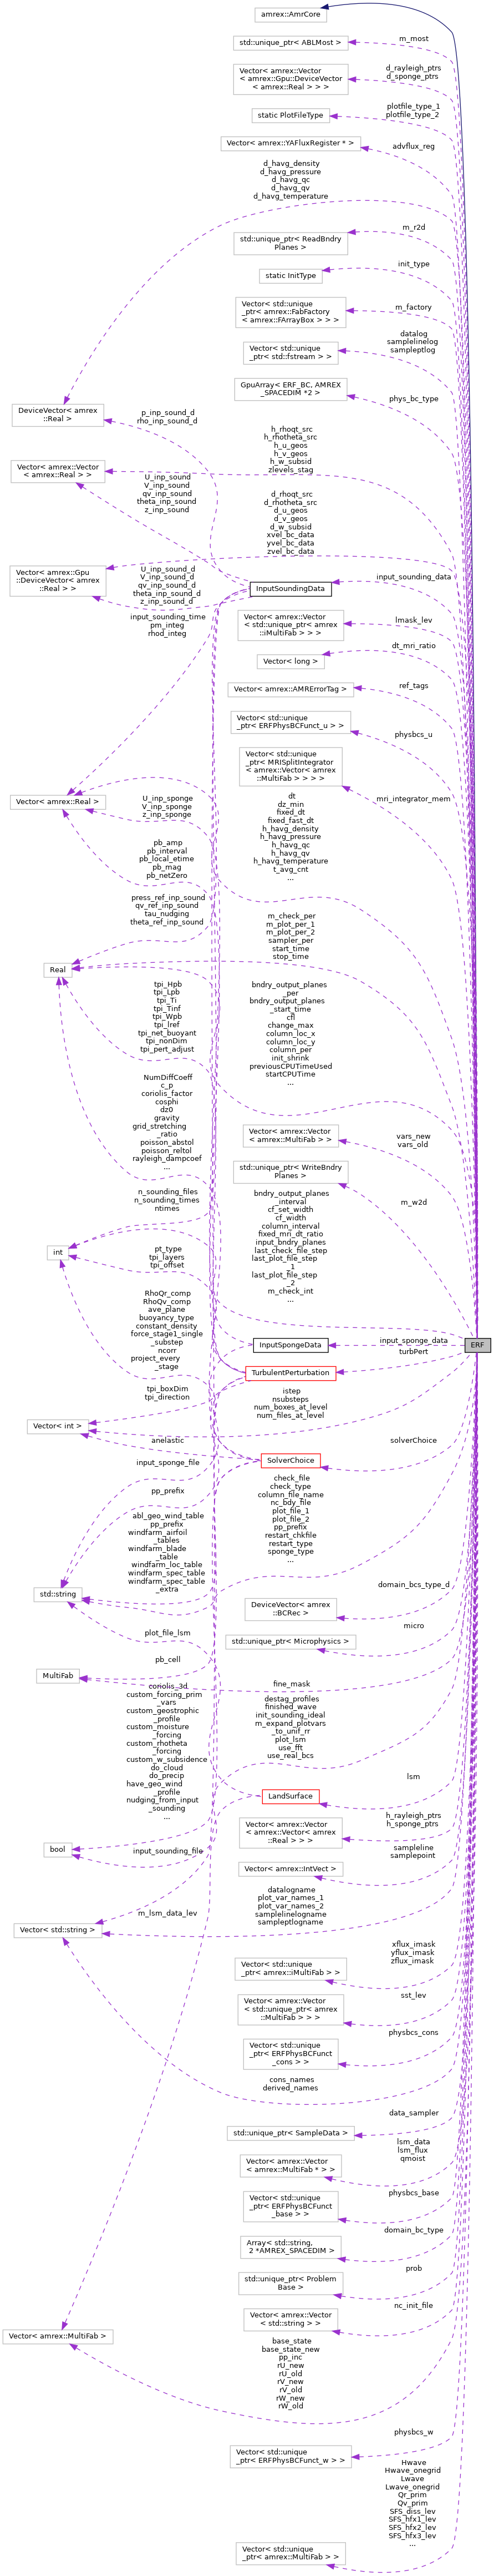 amrex::AmrCore
std::unique_ptr< ABLMost >
m_most
Vector< amrex::Vector
< amrex::Gpu::DeviceVector
< amrex::Real > > >
d_rayleigh_ptrs
d_sponge_ptrs
static PlotFileType
plotfile_type_1
plotfile_type_2
Vector< amrex::YAFluxRegister * >
advflux_reg
d_havg_density
d_havg_pressure
d_havg_qc
d_havg_qv
d_havg_temperature
std::unique_ptr< ReadBndry
Planes >
m_r2d
static InitType
init_type
Vector< std::unique
_ptr< amrex::FabFactory
< amrex::FArrayBox > > >
m_factory
Vector< std::unique
_ptr< std::fstream > >
datalog
samplelinelog
sampleptlog
GpuArray< ERF_BC, AMREX
_SPACEDIM *2 >
phys_bc_type
DeviceVector< amrex
::Real >
p_inp_sound_d
rho_inp_sound_d
h_rhoqt_src
h_rhotheta_src
h_u_geos
h_v_geos
h_w_subsid
zlevels_stag
Vector< amrex::Vector
< amrex::Real > >
U_inp_sound
V_inp_sound
qv_inp_sound
theta_inp_sound
z_inp_sound
d_rhoqt_src
d_rhotheta_src
d_u_geos
d_v_geos
d_w_subsid
xvel_bc_data
yvel_bc_data
zvel_bc_data
Vector< amrex::Gpu
::DeviceVector< amrex
::Real > >
U_inp_sound_d
V_inp_sound_d
qv_inp_sound_d
theta_inp_sound_d
z_inp_sound_d
InputSoundingData
input_sounding_data
input_sounding_time
pm_integ
rhod_integ
Vector< amrex::Vector
< std::unique_ptr< amrex
::iMultiFab > > >
lmask_lev
Vector< long >
dt_mri_ratio
Vector< amrex::AMRErrorTag >
ref_tags
Vector< std::unique
_ptr< ERFPhysBCFunct_u > >
physbcs_u
Vector< std::unique
_ptr< MRISplitIntegrator
< amrex::Vector< amrex
::MultiFab > > > >
mri_integrator_mem
Vector< amrex::Real >
U_inp_sponge
V_inp_sponge
z_inp_sponge
dt
dz_min
fixed_dt
fixed_fast_dt
h_havg_density
h_havg_pressure
h_havg_qc
h_havg_qv
h_havg_temperature
t_avg_cnt
...
pb_amp
pb_interval
pb_local_etime
pb_mag
pb_netZero
press_ref_inp_sound
qv_ref_inp_sound
tau_nudging
theta_ref_inp_sound
m_check_per
m_plot_per_1
m_plot_per_2
sampler_per
start_time
stop_time
Real
tpi_Hpb
tpi_Lpb
tpi_Ti
tpi_Tinf
tpi_Wpb
tpi_lref
tpi_net_buoyant
tpi_nonDim
tpi_pert_adjust
bndry_output_planes
_per
bndry_output_planes
_start_time
cfl
change_max
column_loc_x
column_loc_y
column_per
init_shrink
previousCPUTimeUsed
startCPUTime
...
NumDiffCoeff
c_p
coriolis_factor
cosphi
dz0
gravity
grid_stretching
_ratio
poisson_abstol
poisson_reltol
rayleigh_dampcoef
...
Vector< amrex::Vector
< amrex::MultiFab > >
vars_new
vars_old
std::unique_ptr< WriteBndry
Planes >
m_w2d
n_sounding_files
n_sounding_times
ntimes
bndry_output_planes
_interval
cf_set_width
cf_width
column_interval
fixed_mri_dt_ratio
input_bndry_planes
last_check_file_step
last_plot_file_step
_1
last_plot_file_step
_2
m_check_int
...
int
pt_type
tpi_layers
tpi_offset
RhoQr_comp
RhoQv_comp
ave_plane
buoyancy_type
constant_density
force_stage1_single
_substep
ncorr
project_every
_stage
...
InputSpongeData
input_sponge_data
ERF
TurbulentPerturbation
turbPert
tpi_boxDim
tpi_direction
istep
nsubsteps
num_boxes_at_level
num_files_at_level
Vector< int >
anelastic
SolverChoice
solverChoice
input_sponge_file
pp_prefix
check_file
check_type
column_file_name
nc_bdy_file
plot_file_1
plot_file_2
pp_prefix
restart_chkfile
restart_type
sponge_type
...
abl_geo_wind_table
pp_prefix
windfarm_airfoil
_tables
windfarm_blade
_table
windfarm_loc_table
windfarm_spec_table
windfarm_spec_table
_extra
std::string
DeviceVector< amrex
::BCRec >
domain_bcs_type_d
std::unique_ptr< Microphysics >
micro
plot_file_lsm
MultiFab
pb_cell
fine_mask
coriolis_3d
custom_forcing_prim
_vars
custom_geostrophic
_profile
custom_moisture
_forcing
custom_rhotheta
_forcing
custom_w_subsidence
do_cloud
do_precip
have_geo_wind
_profile
nudging_from_input
_sounding
...
destag_profiles
finished_wave
init_sounding_ideal
m_expand_plotvars
_to_unif_rr
plot_lsm
use_fft
use_real_bcs
LandSurface
lsm
Vector< amrex::Vector
< amrex::Vector< amrex
::Real > > >
h_rayleigh_ptrs
h_sponge_ptrs
bool
input_sounding_file
Vector< amrex::IntVect >
sampleline
samplepoint
datalogname
plot_var_names_1
plot_var_names_2
samplelinelogname
sampleptlogname
m_lsm_data_lev
Vector< std::string >
Vector< std::unique
_ptr< amrex::iMultiFab > >
xflux_imask
yflux_imask
zflux_imask
Vector< amrex::Vector
< std::unique_ptr< amrex
::MultiFab > > >
sst_lev
Vector< std::unique
_ptr< ERFPhysBCFunct
_cons > >
physbcs_cons
cons_names
derived_names
std::unique_ptr< SampleData >
data_sampler
Vector< amrex::Vector
< amrex::MultiFab * > >
lsm_data
lsm_flux
qmoist
Vector< std::unique
_ptr< ERFPhysBCFunct
_base > >
physbcs_base
Array< std::string,
2 *AMREX_SPACEDIM >
domain_bc_type
std::unique_ptr< Problem
Base >
prob
Vector< amrex::Vector
< std::string > >
nc_init_file
Vector< amrex::MultiFab >
base_state
base_state_new
pp_inc
rU_new
rU_old
rV_new
rV_old
rW_new
rW_old
Vector< std::unique
_ptr< ERFPhysBCFunct_w > >
physbcs_w
Vector< std::unique
_ptr< amrex::MultiFab > >
Hwave
Hwave_onegrid
Lwave
Lwave_onegrid
Qr_prim
Qv_prim
SFS_diss_lev
SFS_hfx1_lev
SFS_hfx2_lev
SFS_hfx3_lev
...